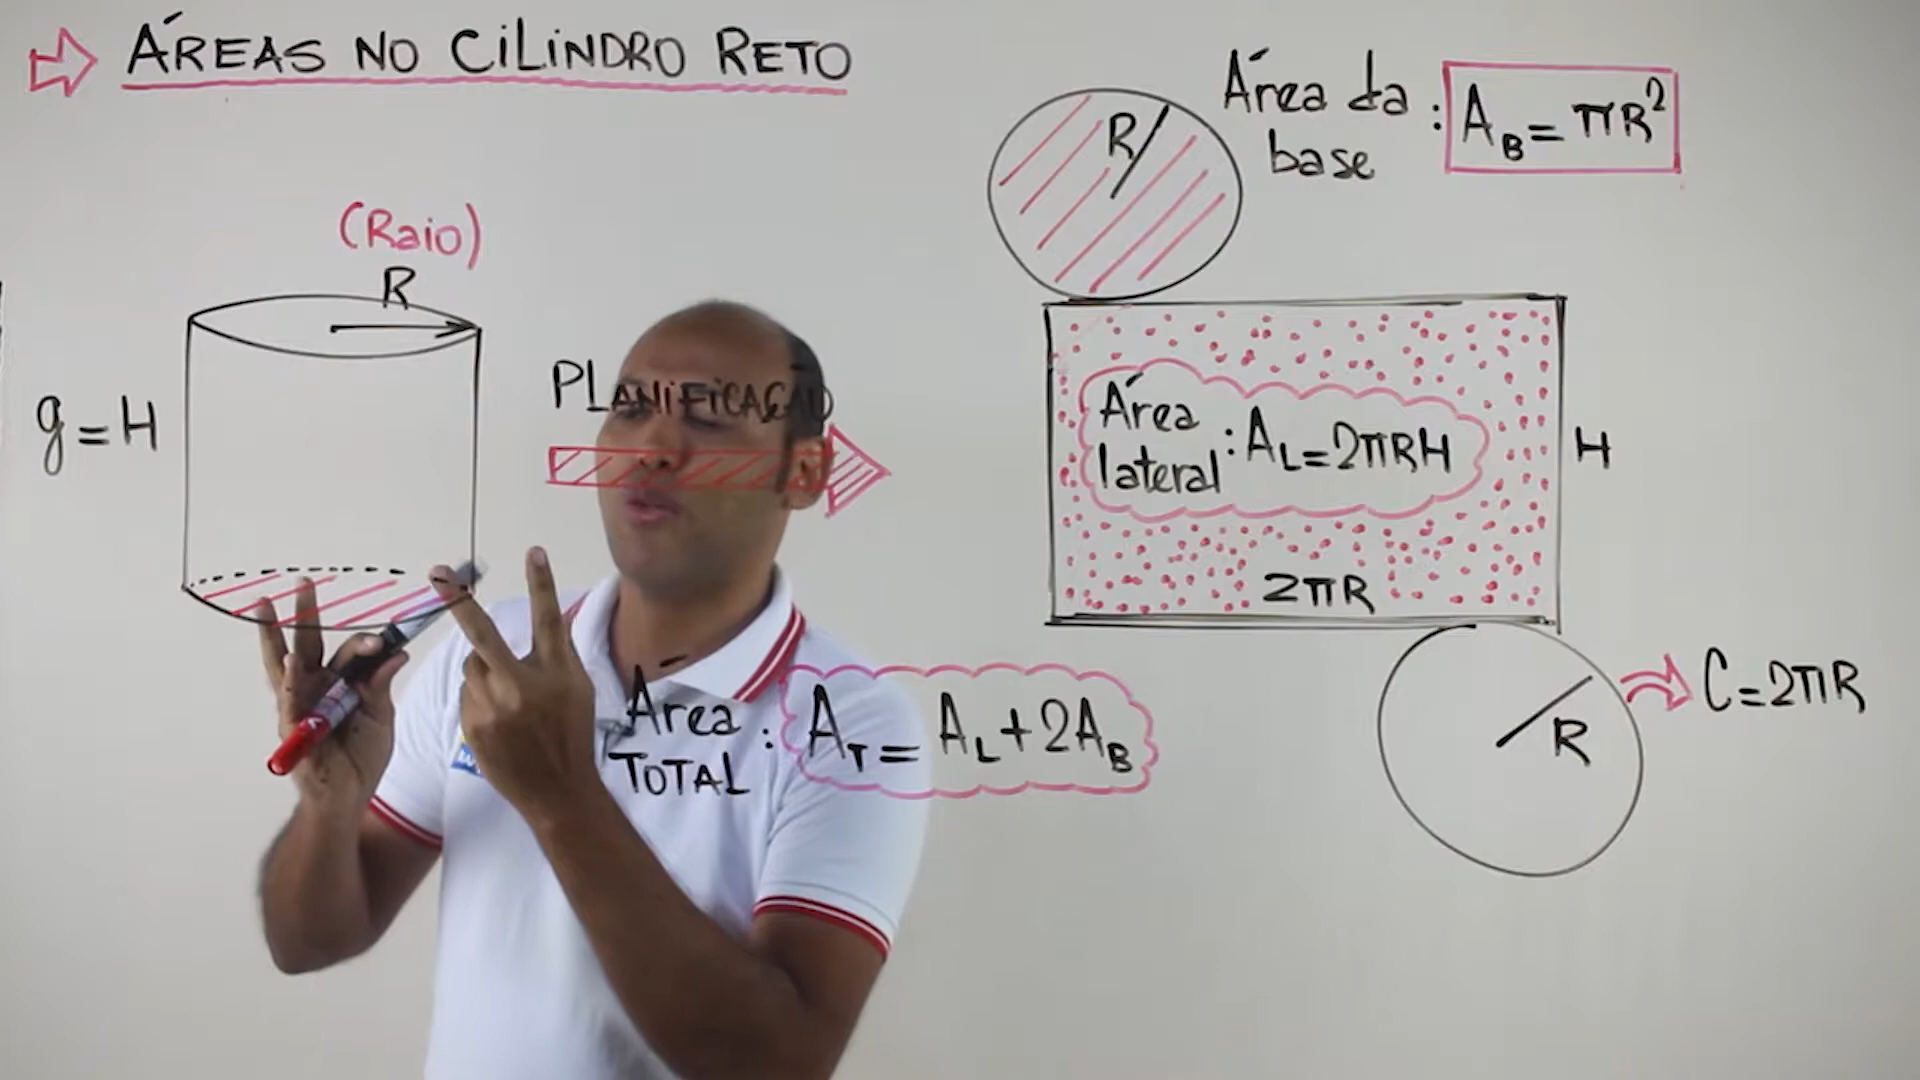 ÁREAS NO CILINDRO RETO
(Raio)
R
g=H
PLANIFICAÇÃO
R
Área da
base
: A_B = πR²
Área
lateral
: A_L = 2πRH
H
2πR
C = 2πR
R
Área
TOTAL
: A_T = A_L + 2A_B